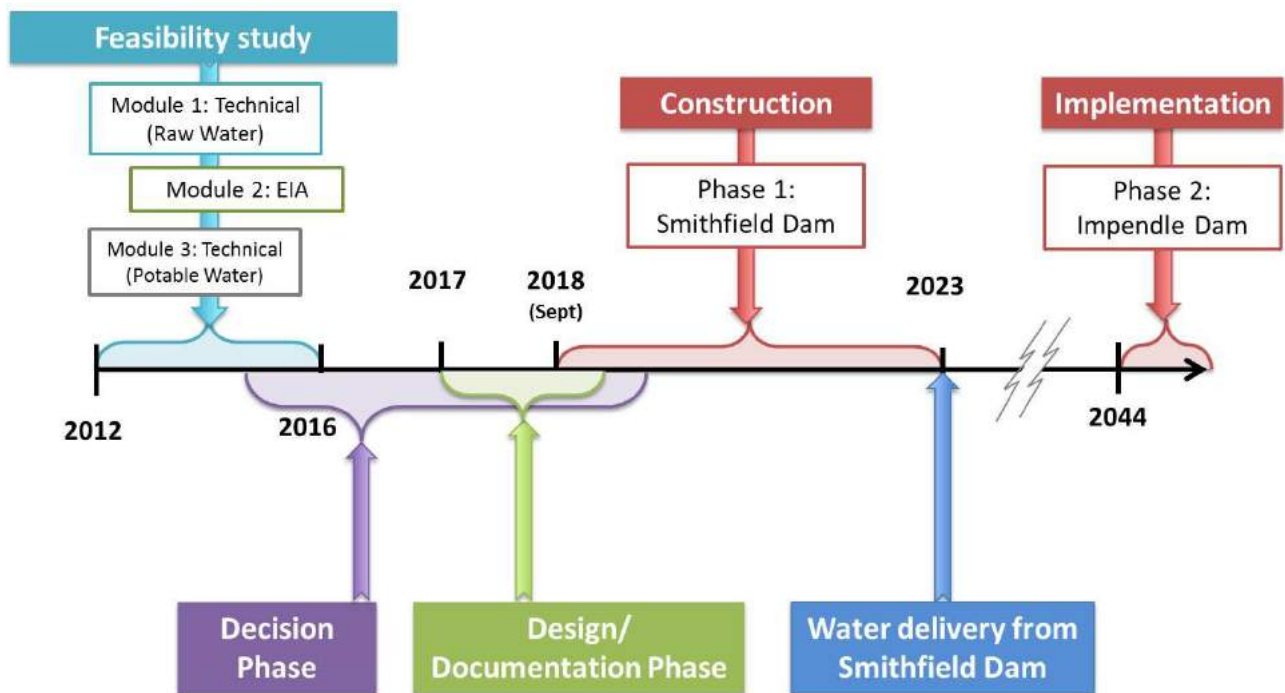 Feasibility study
Module 1: Technical
(Raw Water)
Module 2: EIA
Module 3: Technical
(Potable Water)
Construction
Phase 1:
Smithfield Dam
Implementation
Phase 2:
Impendle Dam
2017
2018
(Sept)
2023
2012
2016
2044
Decision
Phase
Design/
Documentation Phase
Water delivery from
Smithfield Dam